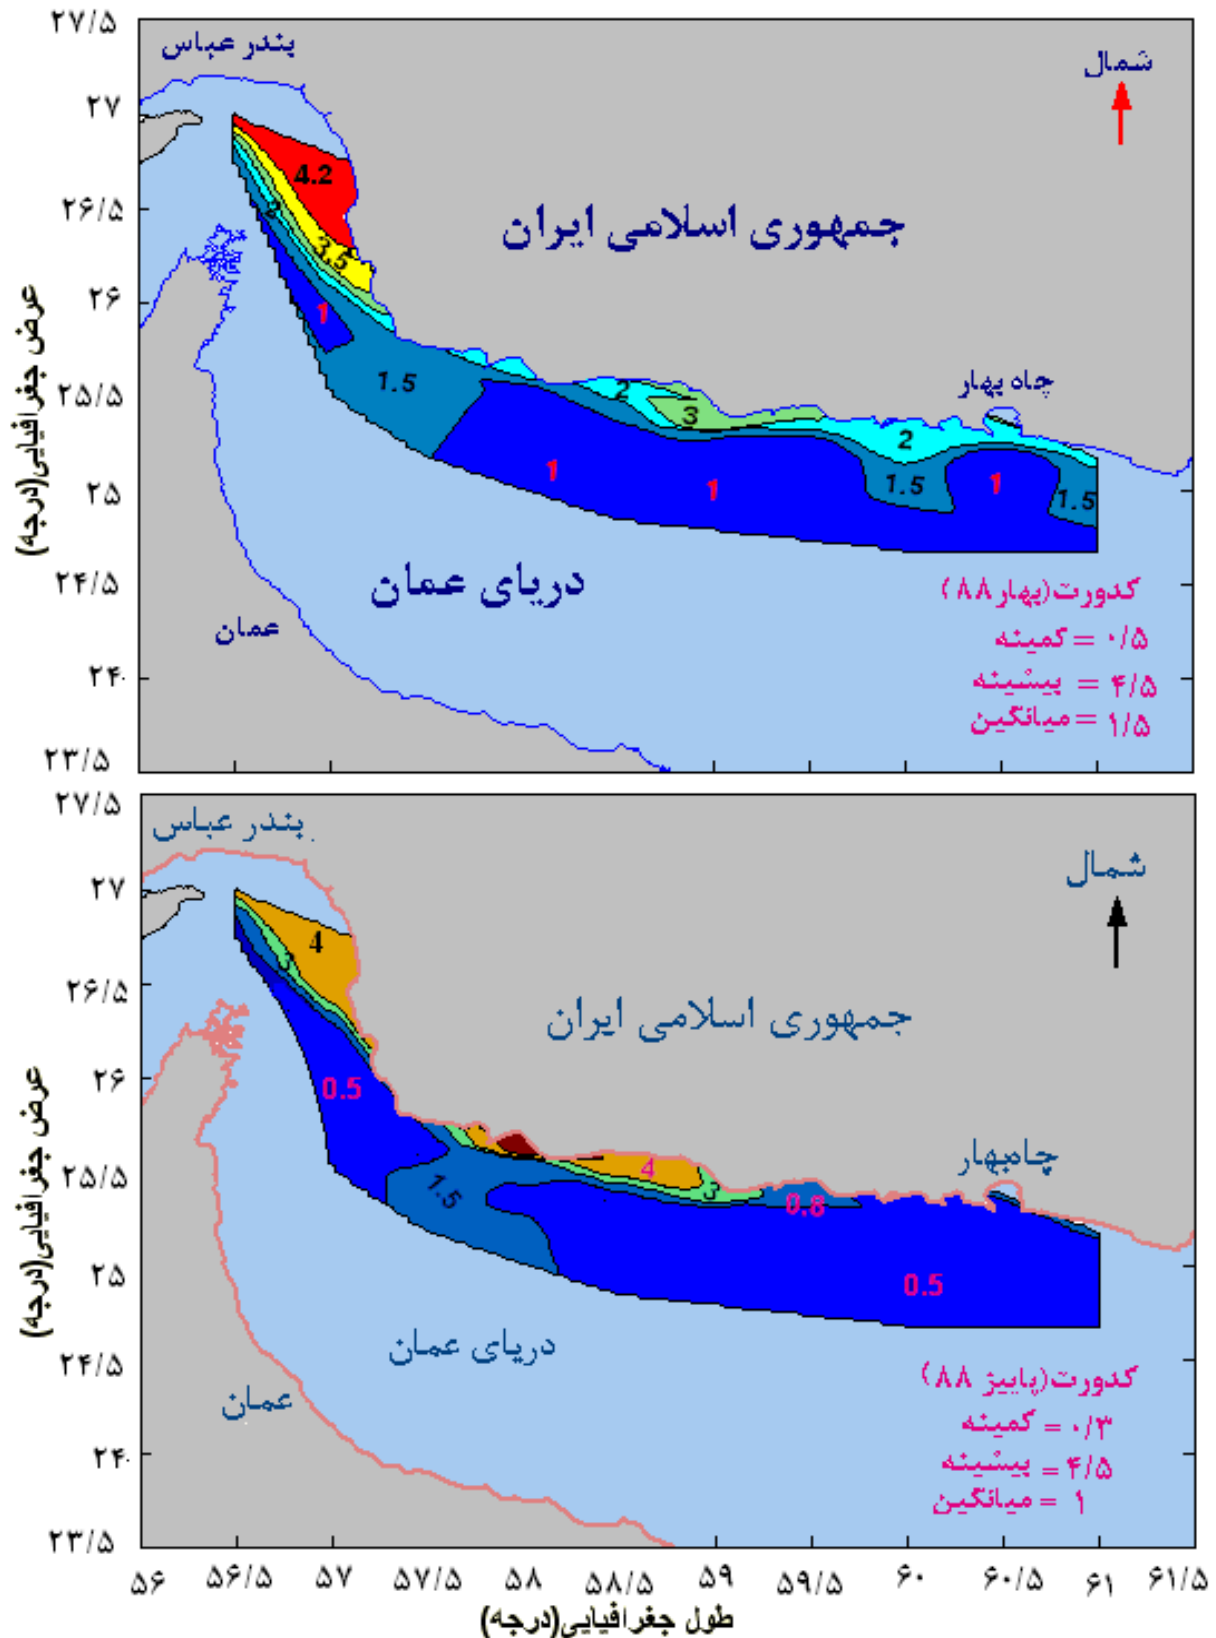 ۲۷/۵
بندر عباس
شمال
۲۷
4.2
۲۶/۵
2
جمهوری اسلامی ایران
3.5
۲۶
1
عرض جغرافیایی(درجه)
1.5
2
چاه بهار
۲۵/۵
3
2
1
1
1.5
1
1.5
۲۵
دریای عمان
۲۴/۵
کدورت(بهار۸۸)
عمان
کمینه = ۰/۵
۲۴
بیشینه = ۴/۵
میانگین = ۱/۵
۲۳/۵
۲۷/۵
بندر عباس
شمال
۲۷
4
3
۲۶/۵
جمهوری اسلامی ایران
۲۶
0.5
عرض جغرافیایی(درجه)
4
چابهار
۲۵/۵
1.5
3
0.8
۲۵
0.5
دریای عمان
۲۴/۵
کدورت(پاییز ۸۸)
عمان
کمینه = ۰/۳
۲۴
بیشینه = ۴/۵
میانگین = ۱
۲۳/۵
۵۶ ۵۶/۵ ۵۷ ۵۷/۵ ۵۸ ۵۸/۵ ۵۹ ۵۹/۵ ۶۰ ۶۰/۵ ۶۱ ۶۱/۵
طول جغرافیایی(درجه)